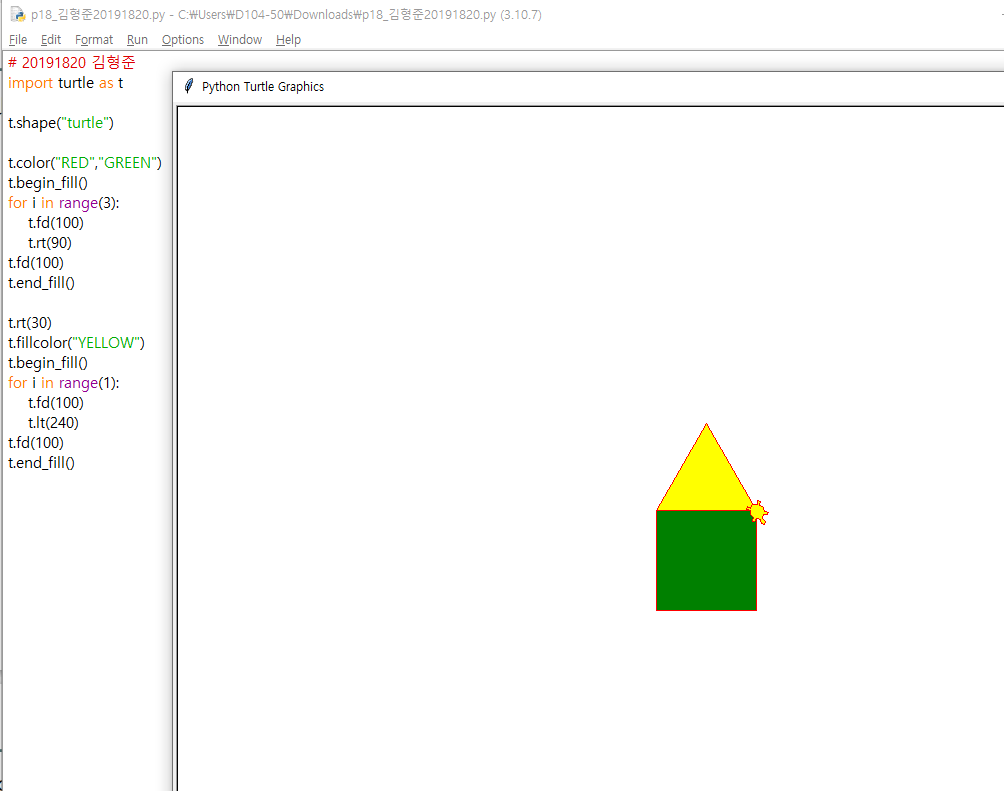 p18_김형준20191820.py - C:₩Users₩D104-50₩Downloads₩p18_김형준20191820.py (3.10.7)
File Edit Format Run Options Window Help
# 20191820 김형준
import turtle as t
Python Turtle Graphics
t.shape("turtle")
t.color("RED","GREEN")
t.begin_fill()
for i in range(3):
t.fd(100)
t.rt(90)
t.fd(100)
t.end_fill()
t.rt(30)
t.fillcolor("YELLOW")
t.begin_fill()
for i in range(1):
t.fd(100)
t.lt(240)
t.fd(100)
t.end_fill()